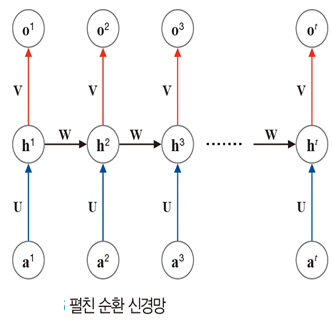 o¹ o² o³ oᵗ
V V V V
W W W
h¹ h² h³ ······· hᵗ
U U U U
a¹ a² a³ aᵗ
펼친 순환 신경망